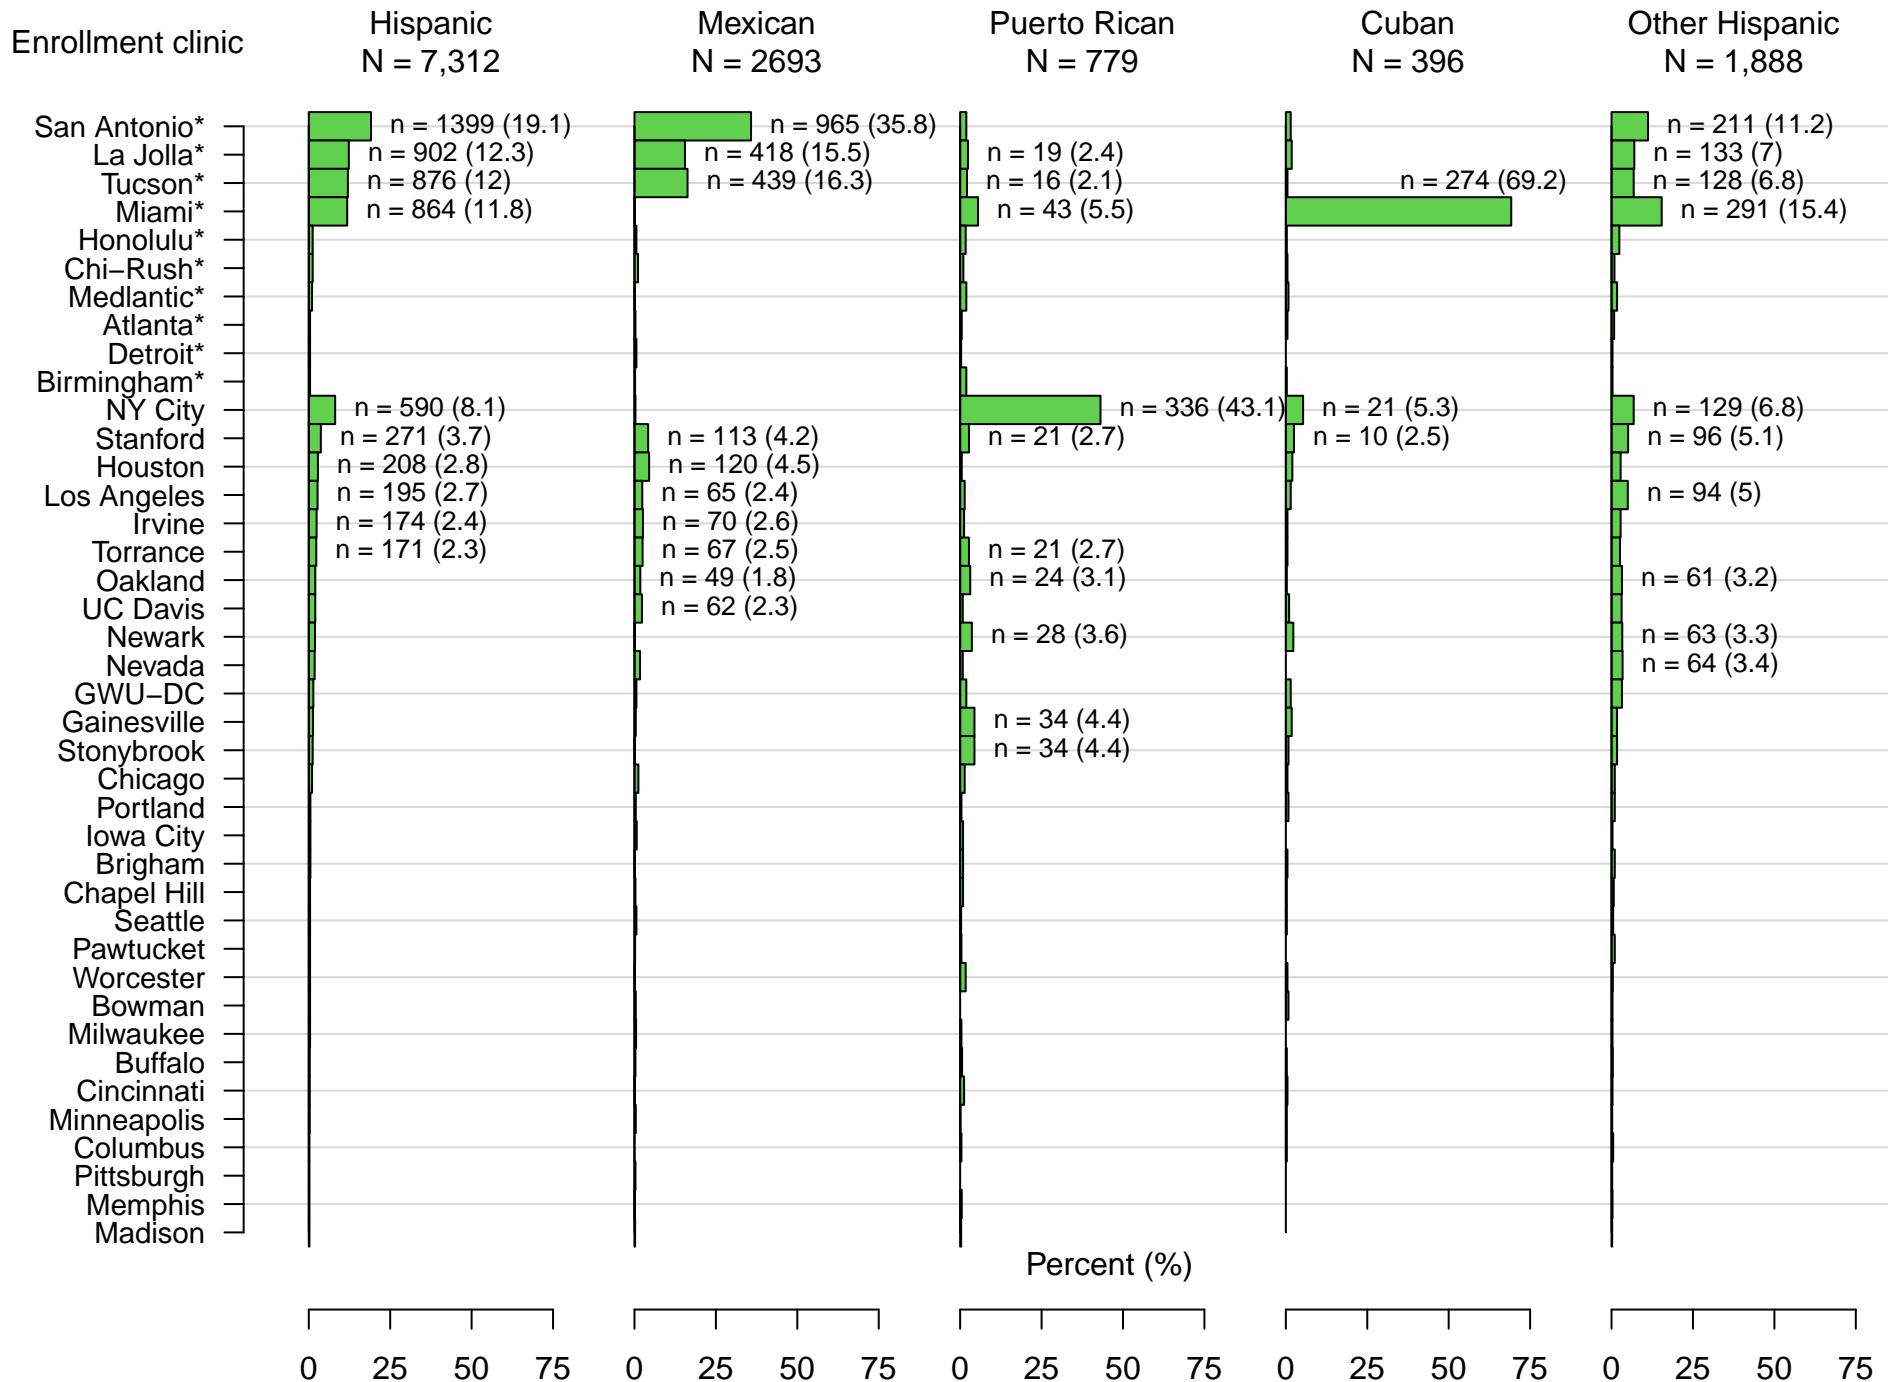 Enrollment clinic
Hispanic
N = 7,312
Mexican
N = 2693
Puerto Rican
N = 779
Cuban
N = 396
Other Hispanic
N = 1,888
San Antonio* n = 1399 (19.1) n = 965 (35.8) n = 211 (11.2)
La Jolla* n = 902 (12.3) n = 418 (15.5) n = 19 (2.4) n = 133 (7)
Tucson* n = 876 (12) n = 439 (16.3) n = 16 (2.1) n = 274 (69.2) n = 128 (6.8)
Miami* n = 864 (11.8) n = 43 (5.5) n = 291 (15.4)
Honolulu*
Chi−Rush*
Medlantic*
Atlanta*
Detroit*
Birmingham*
NY City n = 590 (8.1) n = 336 (43.1) n = 21 (5.3) n = 129 (6.8)
Stanford n = 271 (3.7) n = 113 (4.2) n = 21 (2.7) n = 10 (2.5) n = 96 (5.1)
Houston n = 208 (2.8) n = 120 (4.5)
Los Angeles n = 195 (2.7) n = 65 (2.4) n = 94 (5)
Irvine n = 174 (2.4) n = 70 (2.6)
Torrance n = 171 (2.3) n = 67 (2.5) n = 21 (2.7)
Oakland n = 49 (1.8) n = 24 (3.1) n = 61 (3.2)
UC Davis n = 62 (2.3)
Newark n = 28 (3.6) n = 63 (3.3)
Nevada n = 64 (3.4)
GWU−DC
Gainesville n = 34 (4.4)
Stonybrook n = 34 (4.4)
Chicago
Portland
Iowa City
Brigham
Chapel Hill
Seattle
Pawtucket
Worcester
Bowman
Milwaukee
Buffalo
Cincinnati
Minneapolis
Columbus
Pittsburgh
Memphis
Madison
Percent (%)
0 25 50 75 0 25 50 75 0 25 50 75 0 25 50 75 0 25 50 75